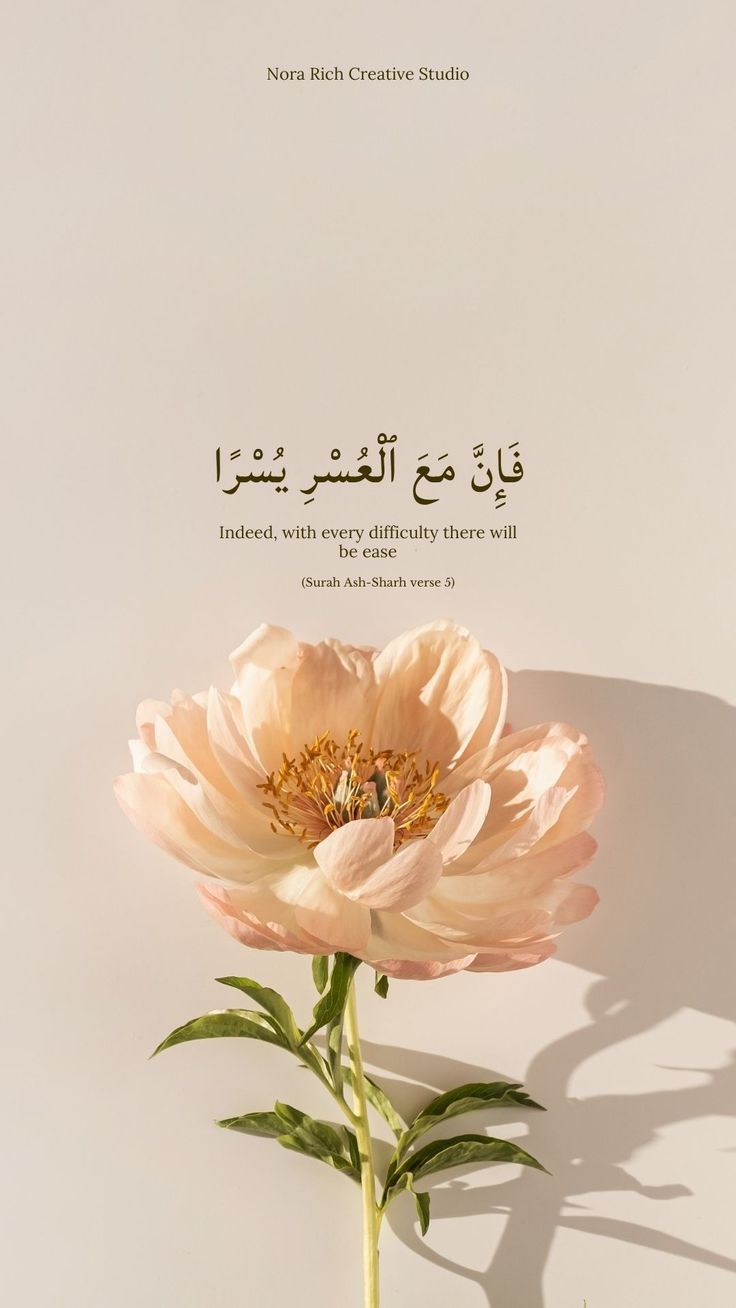 Nora Rich Creative Studio
فَإِنَّ مَعَ ٱلْعُسْرِ يُسْرًا
Indeed, with every difficulty there will
be ease
(Surah Ash-Sharh verse 5)